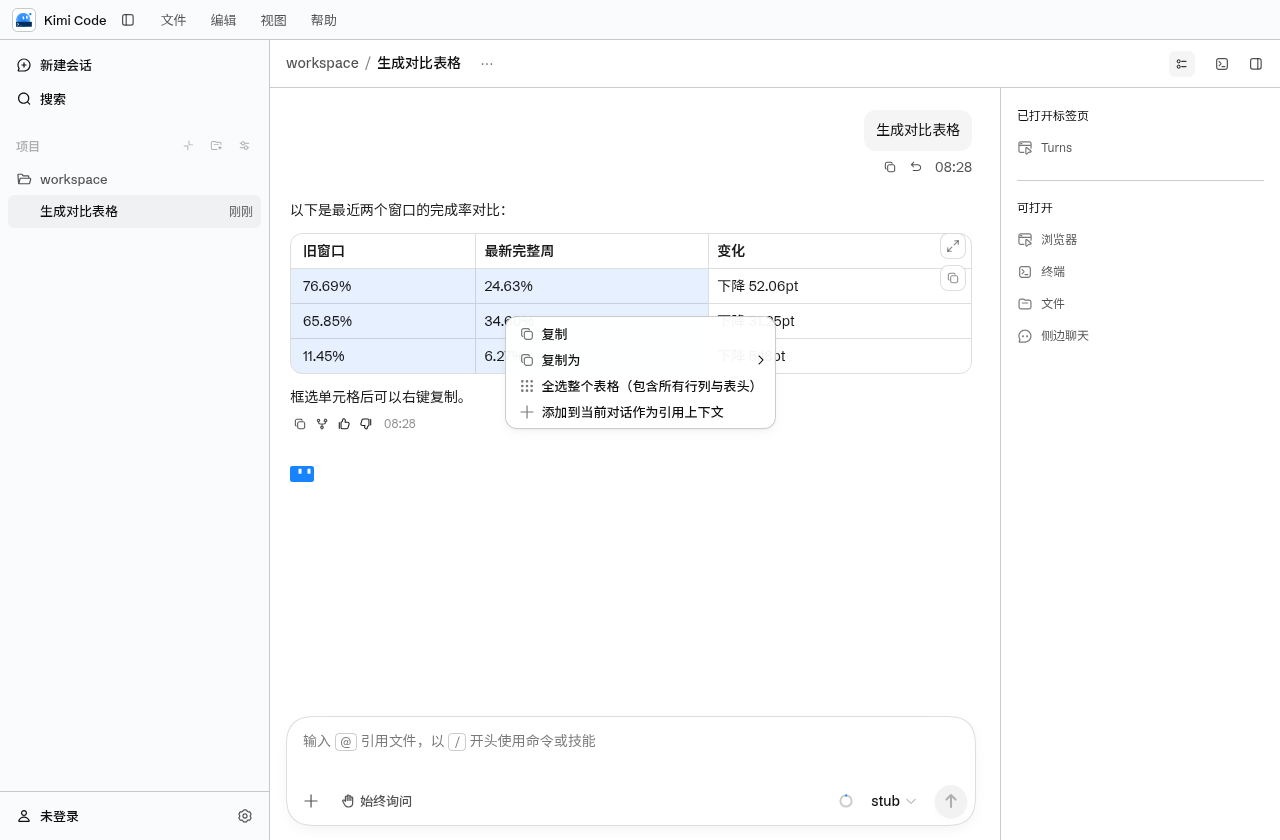 Kimi Code 文件 编辑 视图 帮助
新建会话
搜索
项目
workspace
生成对比表格 刚刚
未登录
workspace / 生成对比表格 ...
生成对比表格
08:28
以下是最近两个窗口的完成率对比：
旧窗口 最新完整周 变化
76.69% 24.63% 下降 52.06pt
65.85%
11.45%
复制
复制为
全选整个表格（包含所有行列与表头）
添加到当前对话作为引用上下文
框选单元格后可以右键复制。
08:28
输入 @ 引用文件，以 / 开头使用命令或技能
始终询问
stub
已打开标签页
Turns
可打开
浏览器
终端
文件
侧边聊天